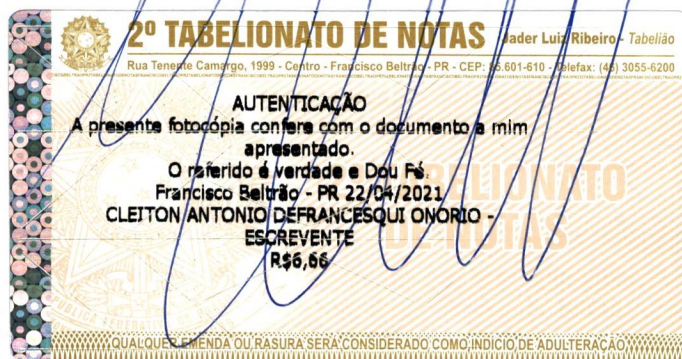 2º TABELIONATO DE NOTAS Jader Luiz Ribeiro - Tabelião
Rua Tenente Camargo, 1999 - Centro - Francisco Beltrão - PR - CEP: 85.601-610 - Telefax: (46) 3055-6200
AUTENTICAÇÃO
A presente fotocópia confere com o documento a mim
apresentado.
O referido é verdade e Dou Fé.
Francisco Beltrão - PR 22/04/2021
CLEITON ANTONIO DEFRANCESQUI ONORIO -
ESCREVENTE
R$6,66
TABELIONATO
DE NOTAS
QUALQUER EMENDA OU RASURA SERÁ CONSIDERADO COMO INDÍCIO DE ADULTERAÇÃO